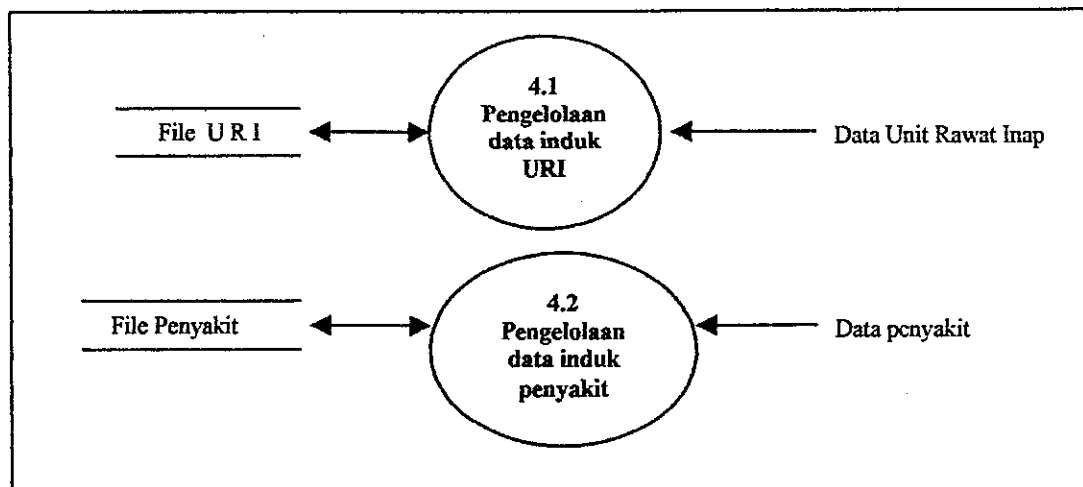 4.1
Pengelolaan
data induk
URI
File U R I
Data Unit Rawat Inap
4.2
Pengelolaan
data induk
penyakit
File Penyakit
Data penyakit